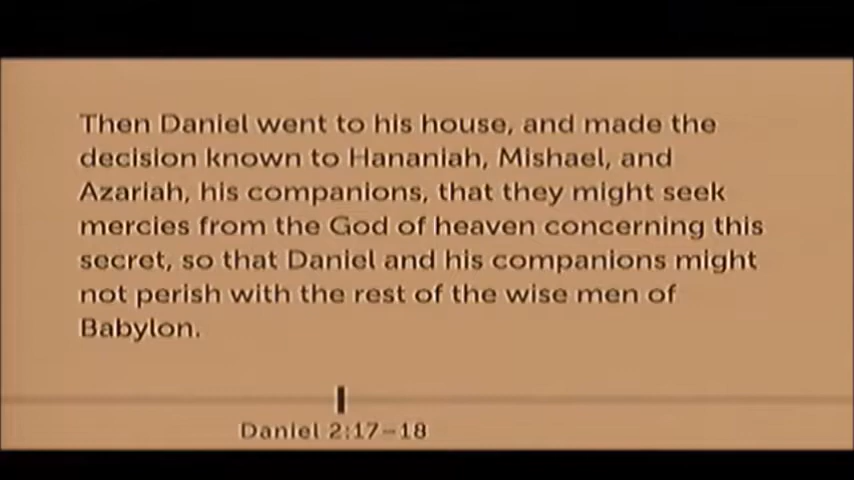 Then Daniel went to his house, and made the
decision known to Hananiah, Mishael, and
Azariah, his companions, that they might seek
mercies from the God of heaven concerning this
secret, so that Daniel and his companions might
not perish with the rest of the wise men of
Babylon.
Daniel 2:17–18